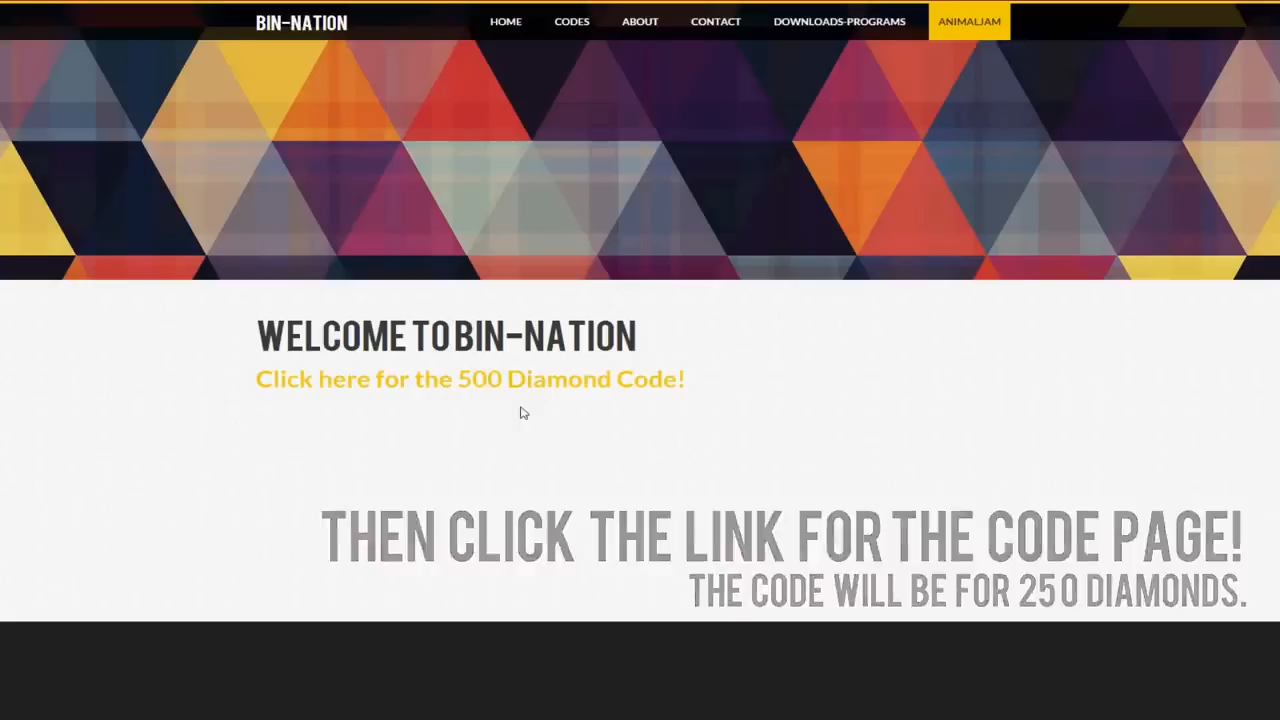 BIN-NATION
HOME CODES ABOUT CONTACT DOWNLOADS-PROGRAMS ANIMALJAM
WELCOME TO BIN-NATION
Click here for the 500 Diamond Code!
THEN CLICK THE LINK FOR THE CODE PAGE!
THE CODE WILL BE FOR 250 DIAMONDS.